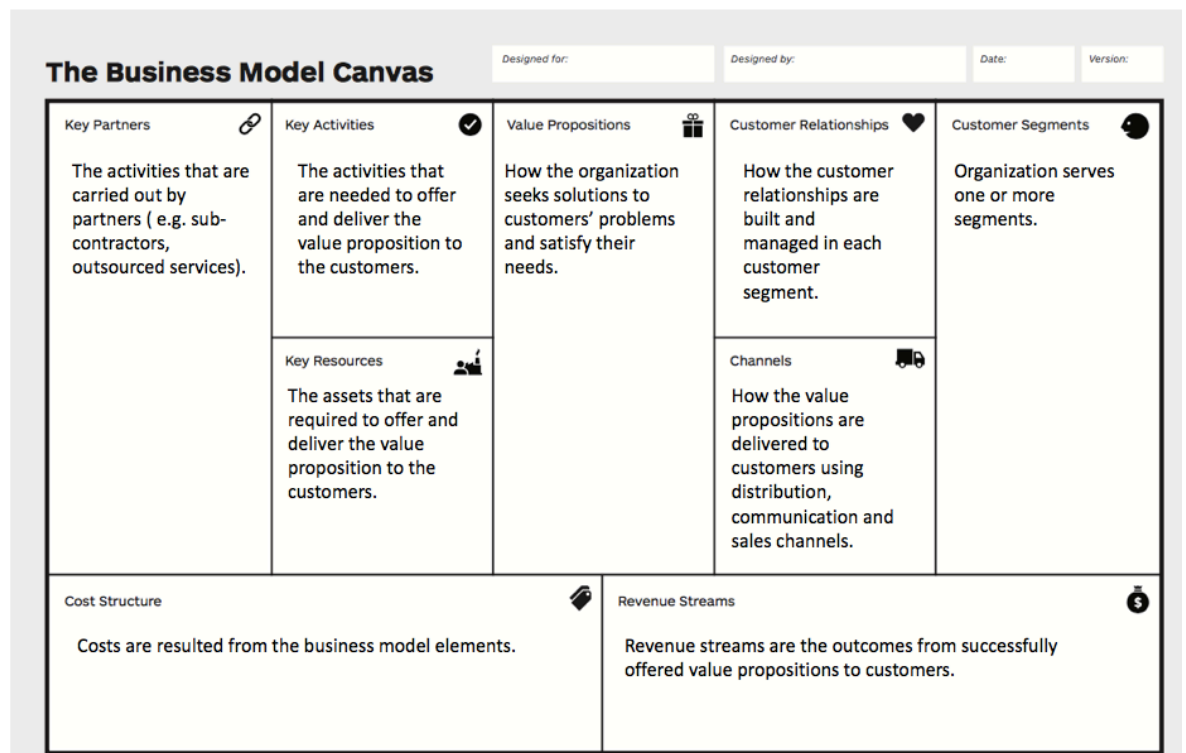 The Business Model Canvas
Designed for:
Designed by:
Date:
Version:
Key Partners
The activities that are
carried out by
partners ( e.g. sub-
contractors,
outsourced services).
Key Activities
The activities that
are needed to offer
and deliver the
value proposition to
the customers.
Key Resources
The assets that are
required to offer and
deliver the value
proposition to the
customers.
Value Propositions
How the organization
seeks solutions to
customers’ problems
and satisfy their
needs.
Customer Relationships
How the customer
relationships are
built and
managed in each
customer
segment.
Channels
How the value
propositions are
delivered to
customers using
distribution,
communication and
sales channels.
Customer Segments
Organization serves
one or more
segments.
Cost Structure
Costs are resulted from the business model elements.
Revenue Streams
$
Revenue streams are the outcomes from successfully
offered value propositions to customers.